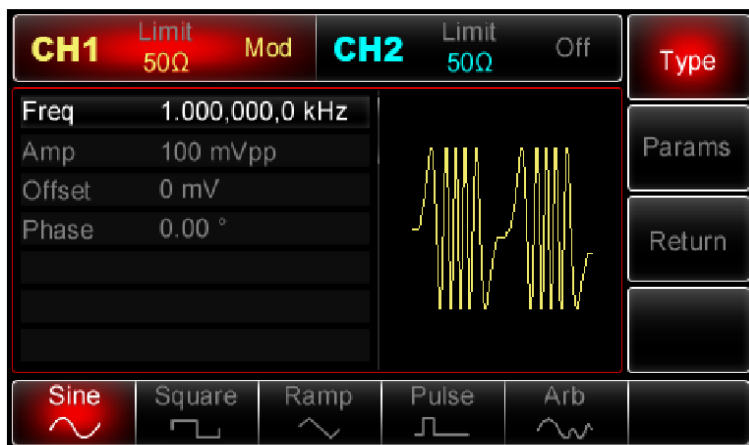 CH1 Limit 50Ω Mod CH2 Limit 50Ω Off Type
Freq 1.000,000,0 kHz
Amp 100 mVpp
Offset 0 mV
Phase 0.00 °
Params
Return
Sine Square Ramp Pulse Arb